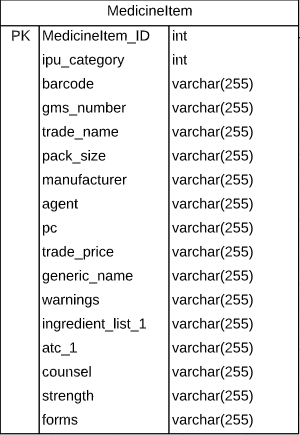 MedicineItem
PK MedicineItem_ID int
ipu_category int
barcode varchar(255)
gms_number varchar(255)
trade_name varchar(255)
pack_size varchar(255)
manufacturer varchar(255)
agent varchar(255)
pc varchar(255)
trade_price varchar(255)
generic_name varchar(255)
warnings varchar(255)
ingredient_list_1 varchar(255)
atc_1 varchar(255)
counsel varchar(255)
strength varchar(255)
forms varchar(255)